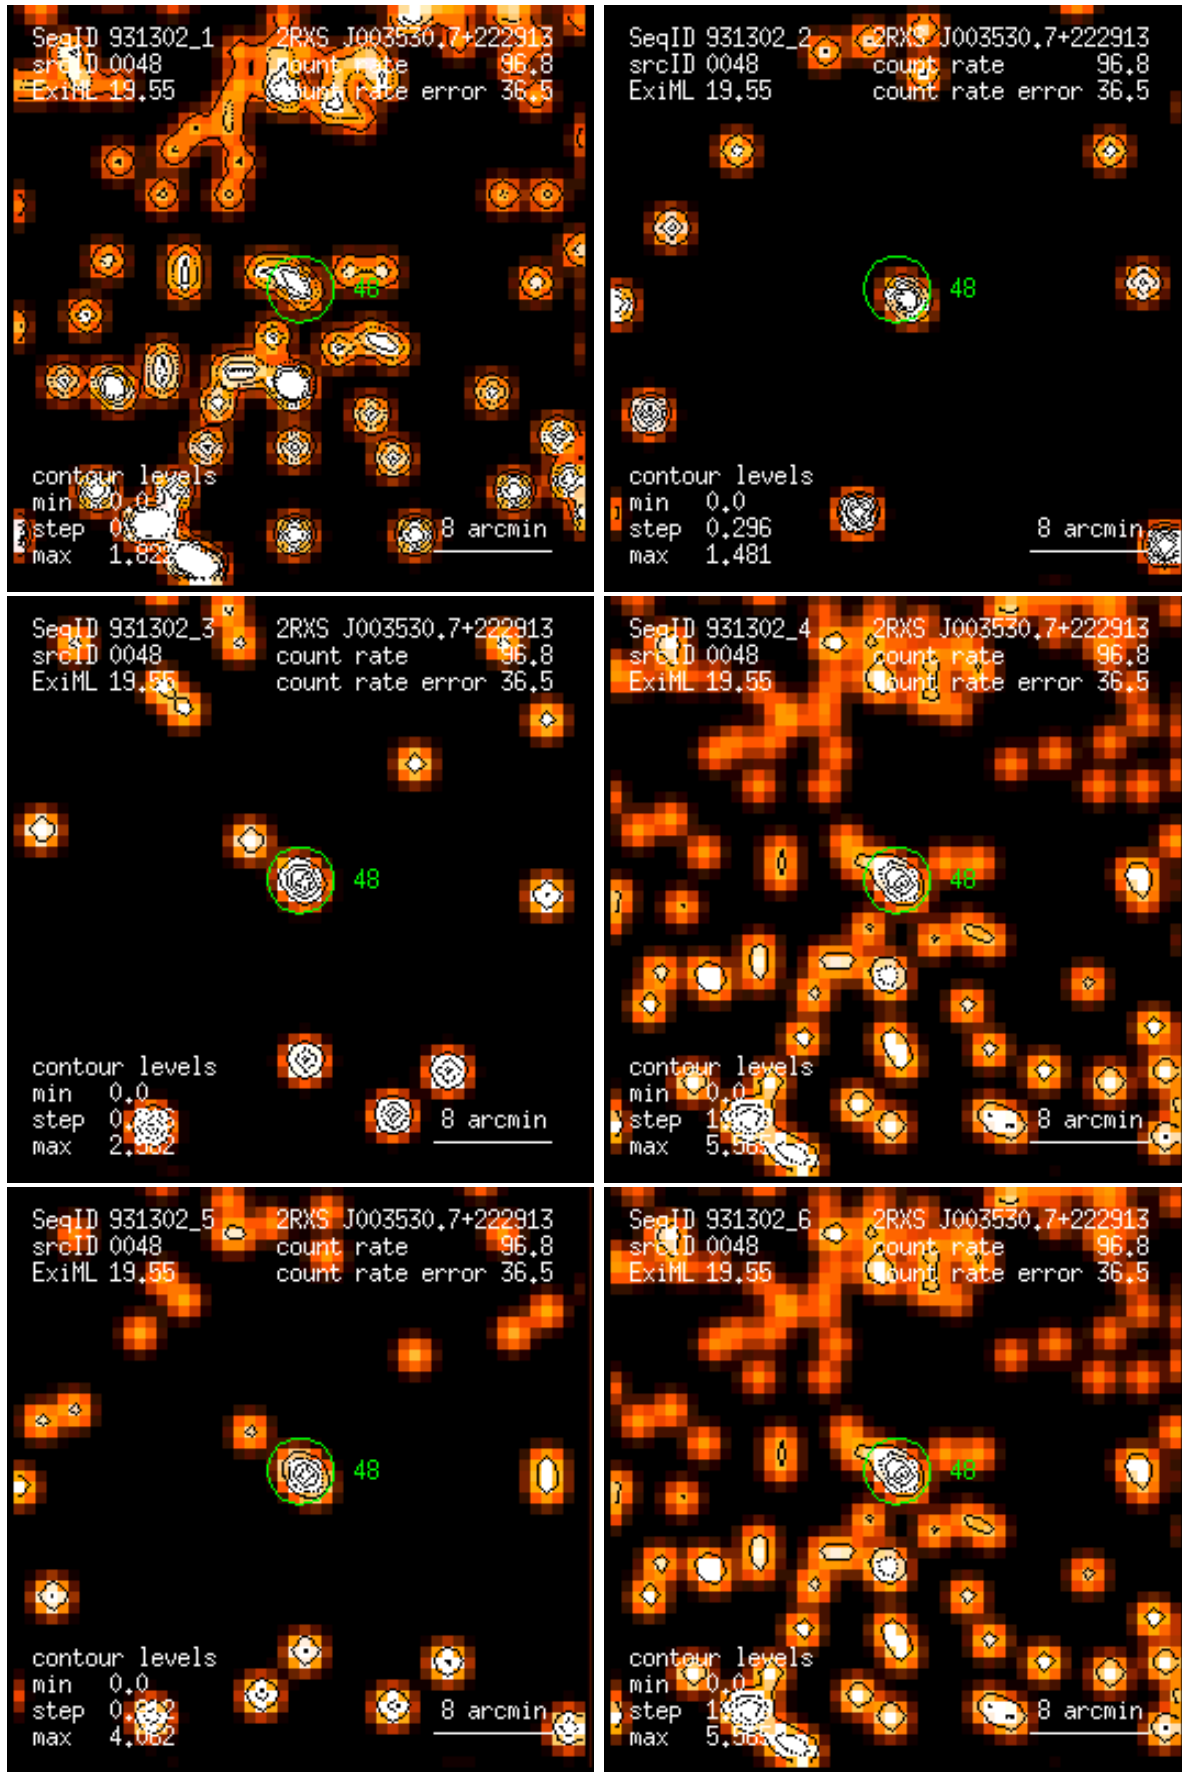 SeqID 931302_1 2RXS J003530.7+222913
srcID 0048 count rate 96.8
ExiML 19.55 count rate error 36.5
48
contour levels
min 0.0
step
8 arcmin
max
SeqID 931302_2 2RXS J003530.7+222913
srcID 0048 count rate 96.8
ExiML 19.55 count rate error 36.5
48
contour levels
min 0.0
step 0.296
8 arcmin
max 1.481
SeqID 931302_3 2RXS J003530.7+222913
srcID 0048 count rate 96.8
ExiML 19.55 count rate error 36.5
48
contour levels
min 0.0
step
8 arcmin
max
SeqID 931302_4 2RXS J003530.7+222913
srcID 0048 count rate 96.8
ExiML 19.55 count rate error 36.5
48
contour levels
min 0.0
step
8 arcmin
max
SeqID 931302_5 2RXS J003530.7+222913
srcID 0048 count rate 96.8
ExiML 19.55 count rate error 36.5
48
contour levels
min 0.0
step
8 arcmin
max
SeqID 931302_6 2RXS J003530.7+222913
srcID 0048 count rate 96.8
ExiML 19.55 count rate error 36.5
48
contour levels
min 0.0
step
8 arcmin
max